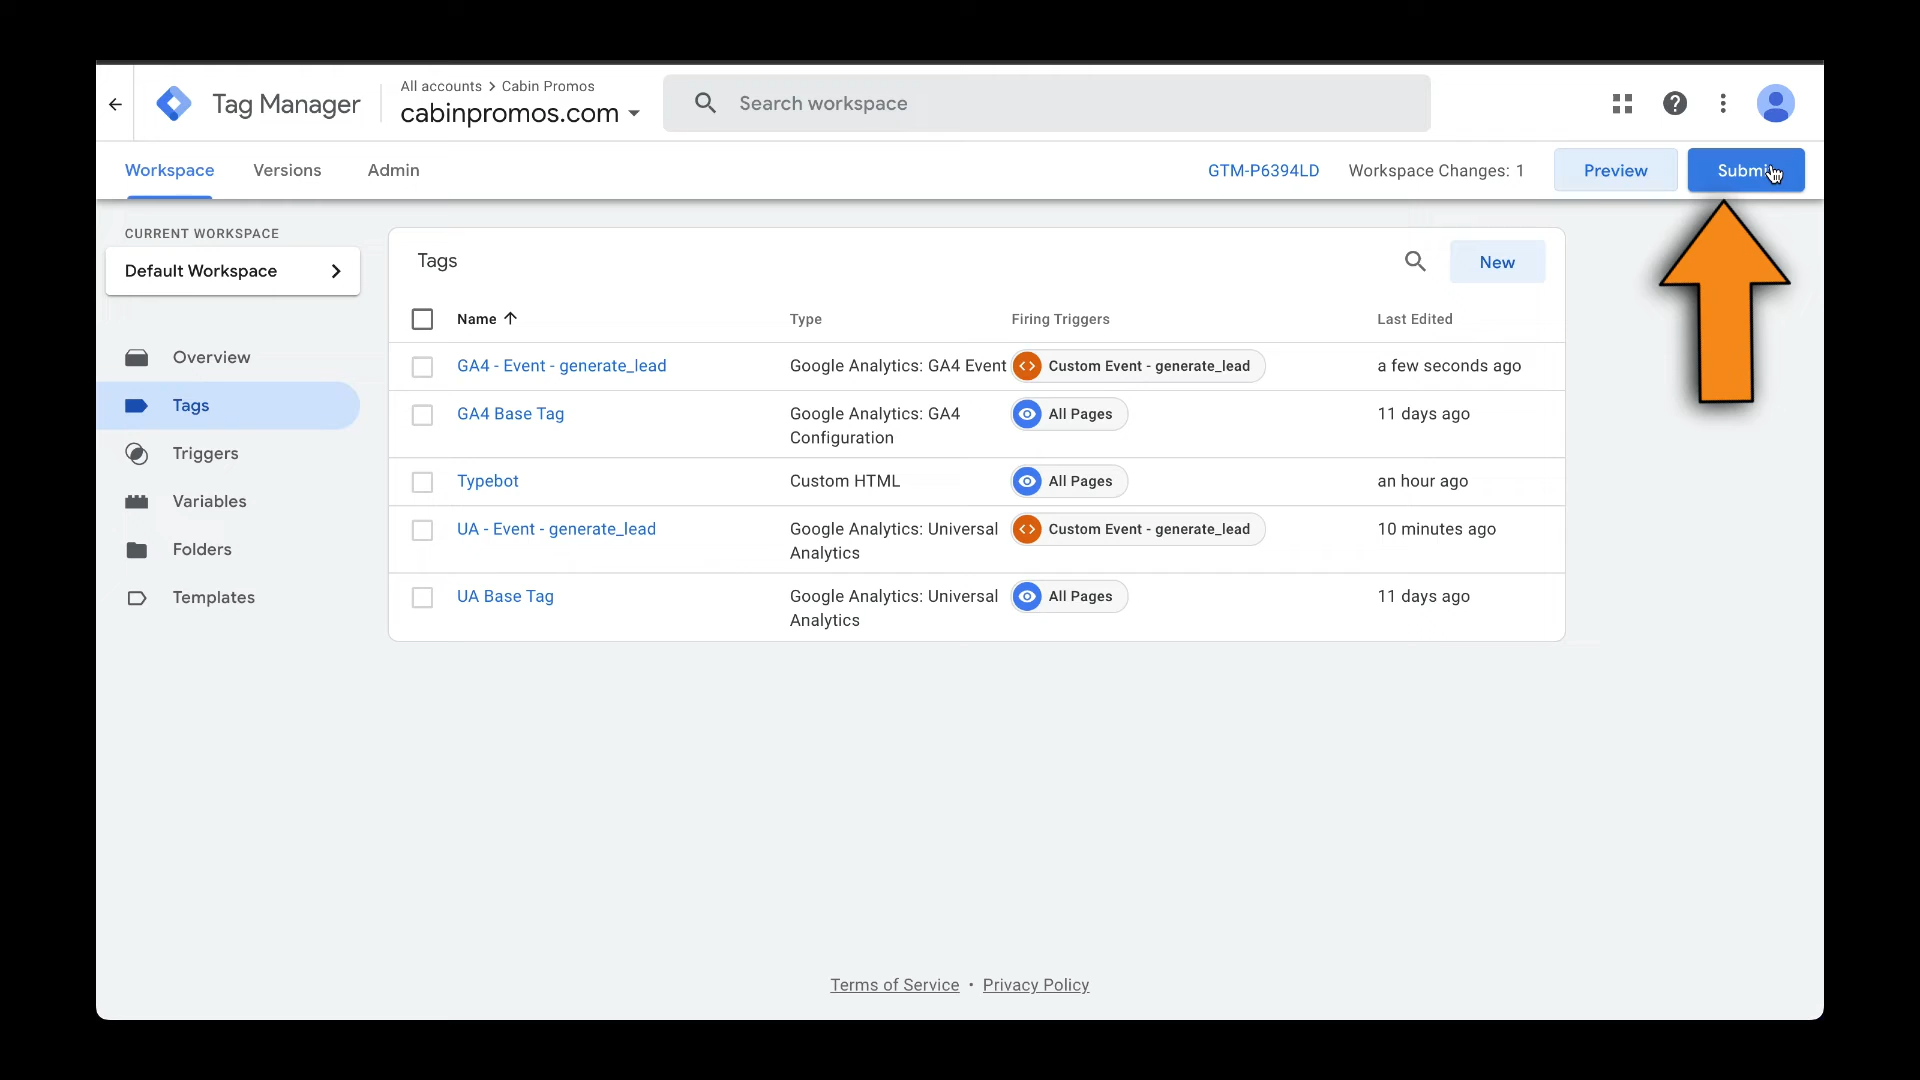 Tag Manager
All accounts > Cabin Promos
cabinpromos.com
Search workspace
Workspace
Versions
Admin
GTM-P6394LD
Workspace Changes: 1
Preview
Submi
CURRENT WORKSPACE
Default Workspace
Overview
Tags
Triggers
Variables
Folders
Templates
Tags
New
Name
Type
Firing Triggers
Last Edited
GA4 - Event - generate_lead
Google Analytics: GA4 Event
Custom Event - generate_lead
a few seconds ago
GA4 Base Tag
Google Analytics: GA4
Configuration
All Pages
11 days ago
Typebot
Custom HTML
All Pages
an hour ago
UA - Event - generate_lead
Google Analytics: Universal
Analytics
Custom Event - generate_lead
10 minutes ago
UA Base Tag
Google Analytics: Universal
Analytics
All Pages
11 days ago
Terms of Service • Privacy Policy